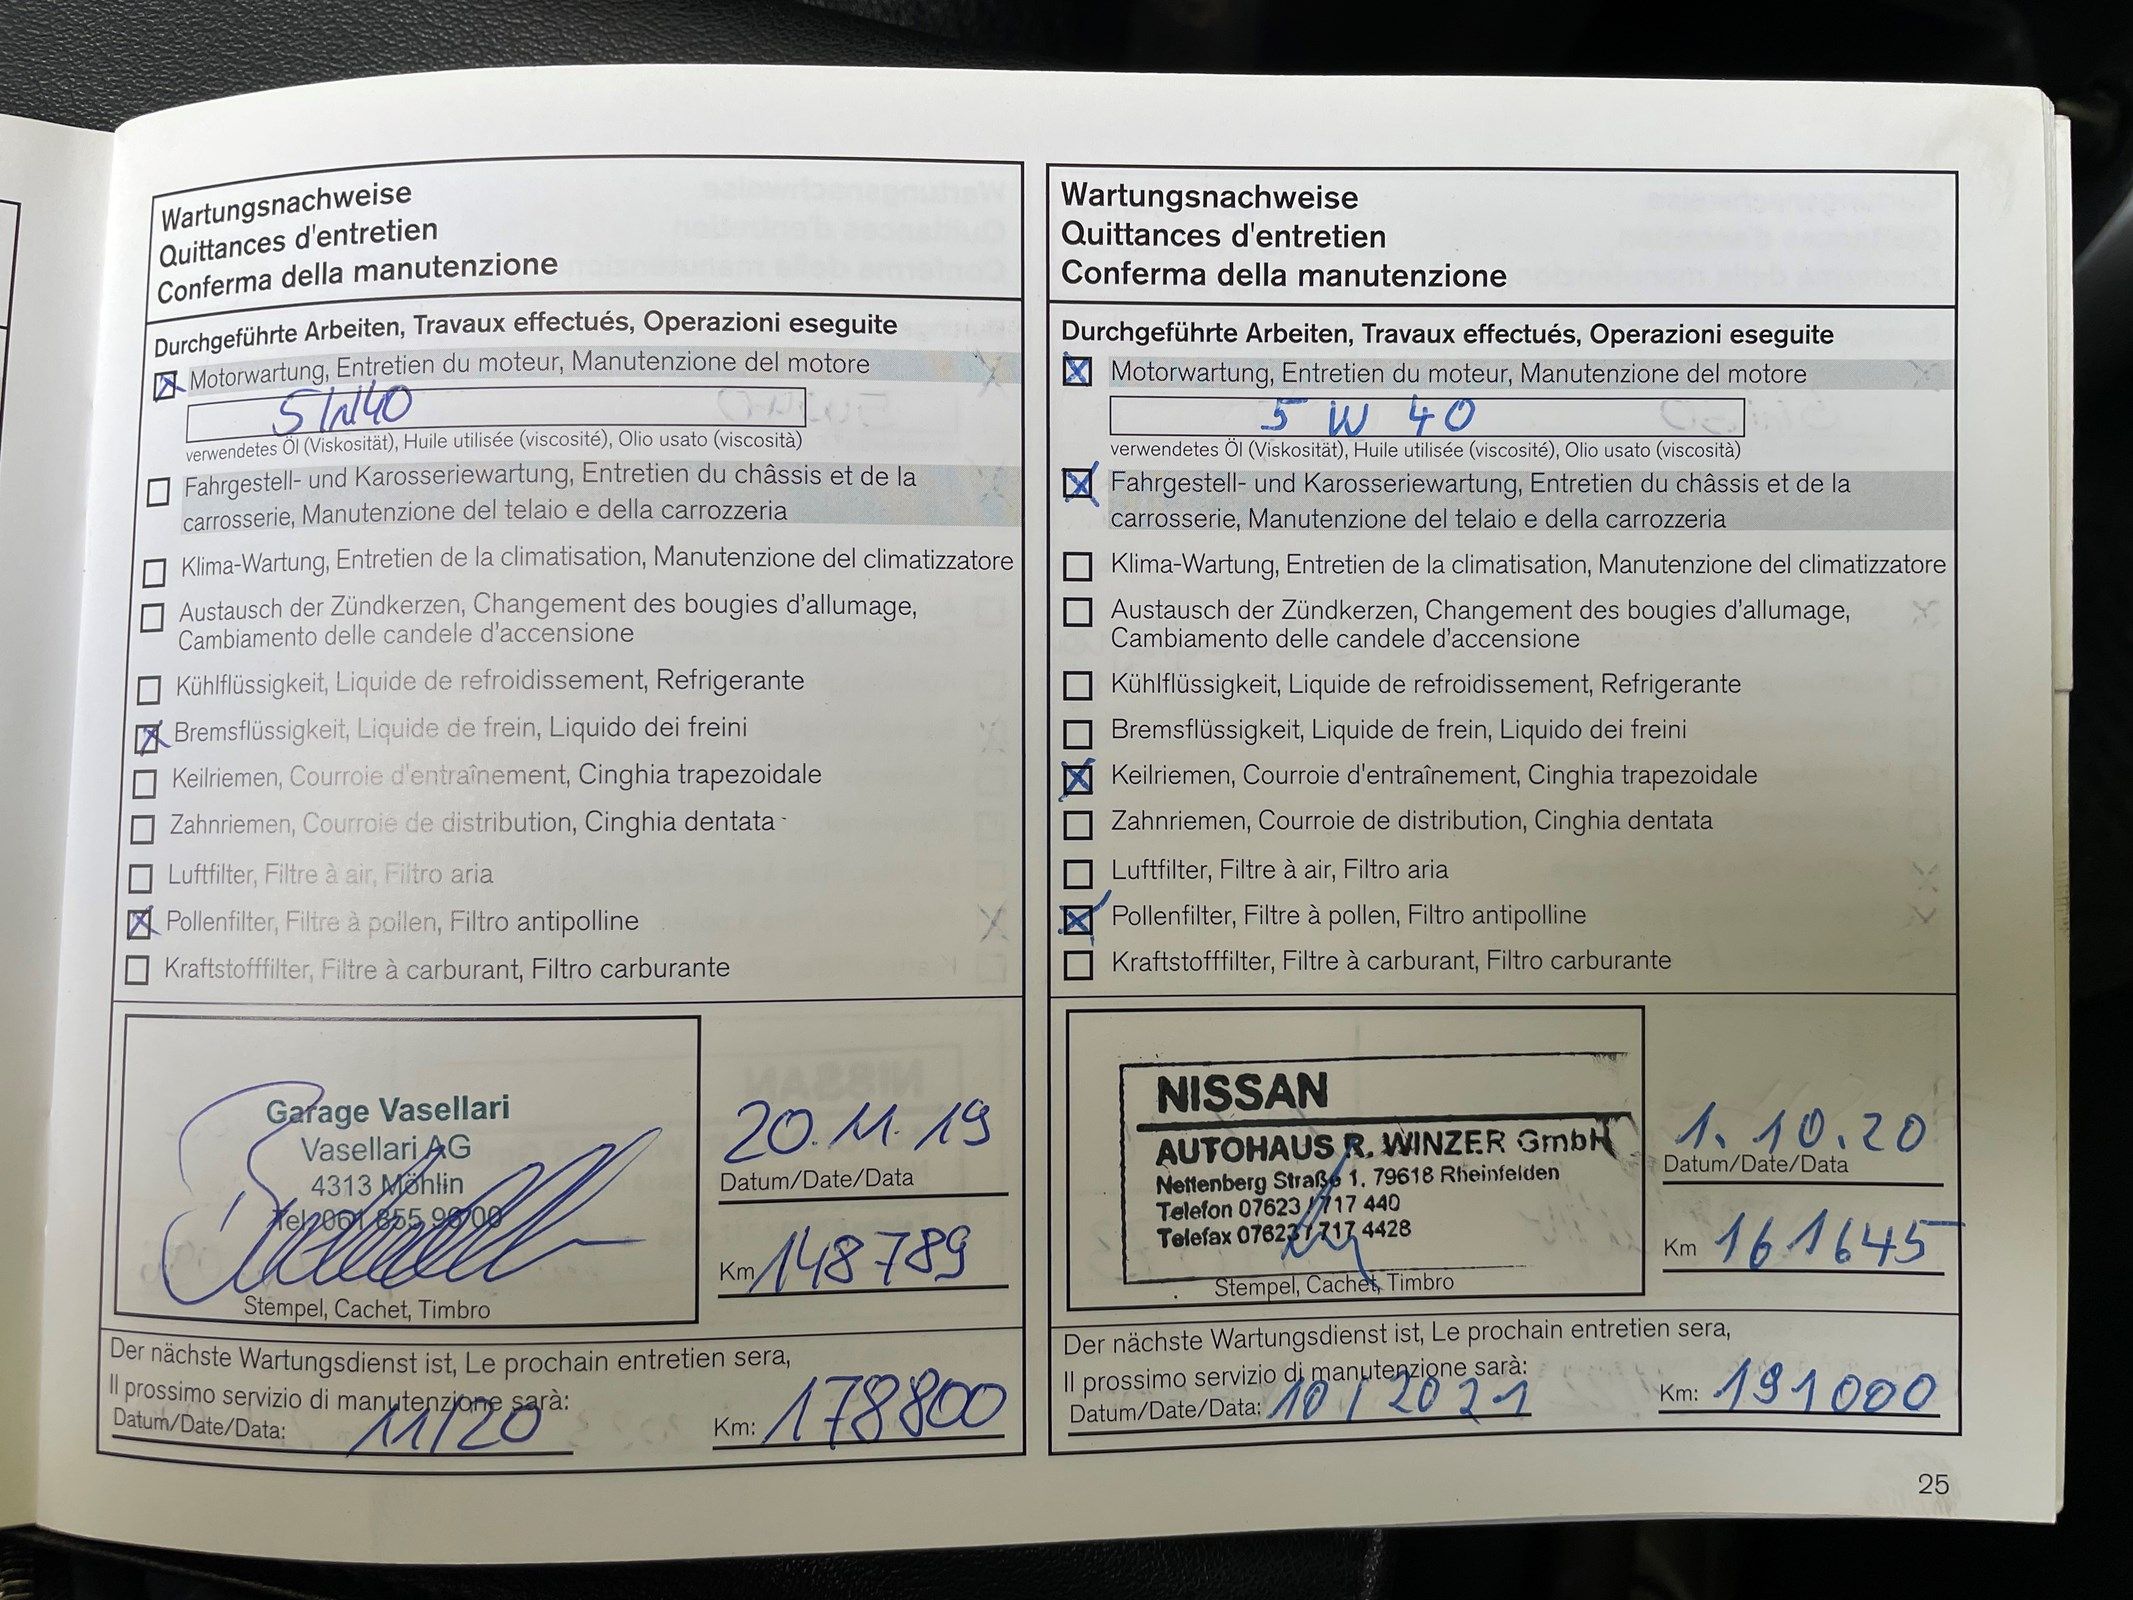 Wartungsnachweise
Quittances d'entretien
Conferma della manutenzione
Durchgeführte Arbeiten, Travaux effectués, Operazioni eseguite
Motorwartung, Entretien du moteur, Manutenzione del motore
5W40
verwendetes Öl (Viskosität), Huile utilisée (viscosité), Olio usato (viscosità)
Fahrgestell- und Karosseriewartung, Entretien du châssis et de la
carrosserie, Manutenzione del telaio e della carrozzeria
Klima-Wartung, Entretien de la climatisation, Manutenzione del climatizzatore
Austausch der Zündkerzen, Changement des bougies d'allumage,
Cambiamento delle candele d'accensione
Kühlflüssigkeit, Liquide de refroidissement, Refrigerante
Bremsflüssigkeit, Liquide de frein, Liquido dei freini
Keilriemen, Courroie d'entraînement, Cinghia trapezoidale
Zahnriemen, Courroie de distribution, Cinghia dentata
Luftfilter, Filtre à air, Filtro aria
Pollenfilter, Filtre à pollen, Filtro antipolline
Kraftstofffilter, Filtre à carburant, Filtro carburante
Garage Vasellari
Vasellari AG
4313 Möhlin
Tel. 061 855 90 00
Stempel, Cachet, Timbro
20.11.19
Datum/Date/Data
Km 148789
Der nächste Wartungsdienst ist, Le prochain entretien sera,
Il prossimo servizio di manutenzione sarà:
Datum/Date/Data: 11/20 Km: 178800
Wartungsnachweise
Quittances d'entretien
Conferma della manutenzione
Durchgeführte Arbeiten, Travaux effectués, Operazioni eseguite
Motorwartung, Entretien du moteur, Manutenzione del motore
5 W 40
verwendetes Öl (Viskosität), Huile utilisée (viscosité), Olio usato (viscosità)
Fahrgestell- und Karosseriewartung, Entretien du châssis et de la
carrosserie, Manutenzione del telaio e della carrozzeria
Klima-Wartung, Entretien de la climatisation, Manutenzione del climatizzatore
Austausch der Zündkerzen, Changement des bougies d'allumage,
Cambiamento delle candele d'accensione
Kühlflüssigkeit, Liquide de refroidissement, Refrigerante
Bremsflüssigkeit, Liquide de frein, Liquido dei freini
Keilriemen, Courroie d'entraînement, Cinghia trapezoidale
Zahnriemen, Courroie de distribution, Cinghia dentata
Luftfilter, Filtre à air, Filtro aria
Pollenfilter, Filtre à pollen, Filtro antipolline
Kraftstofffilter, Filtre à carburant, Filtro carburante
NISSAN
AUTOHAUS R. WINZER GmbH
Nettenberg Straße 1. 79618 Rheinfelden
Telefon 07623 / 717 440
Telefax 07623 / 717 4428
Stempel, Cachet, Timbro
1.10.20
Datum/Date/Data
Km 161645
Der nächste Wartungsdienst ist, Le prochain entretien sera,
Il prossimo servizio di manutenzione sarà:
Datum/Date/Data: 10/2021 Km: 191000
25